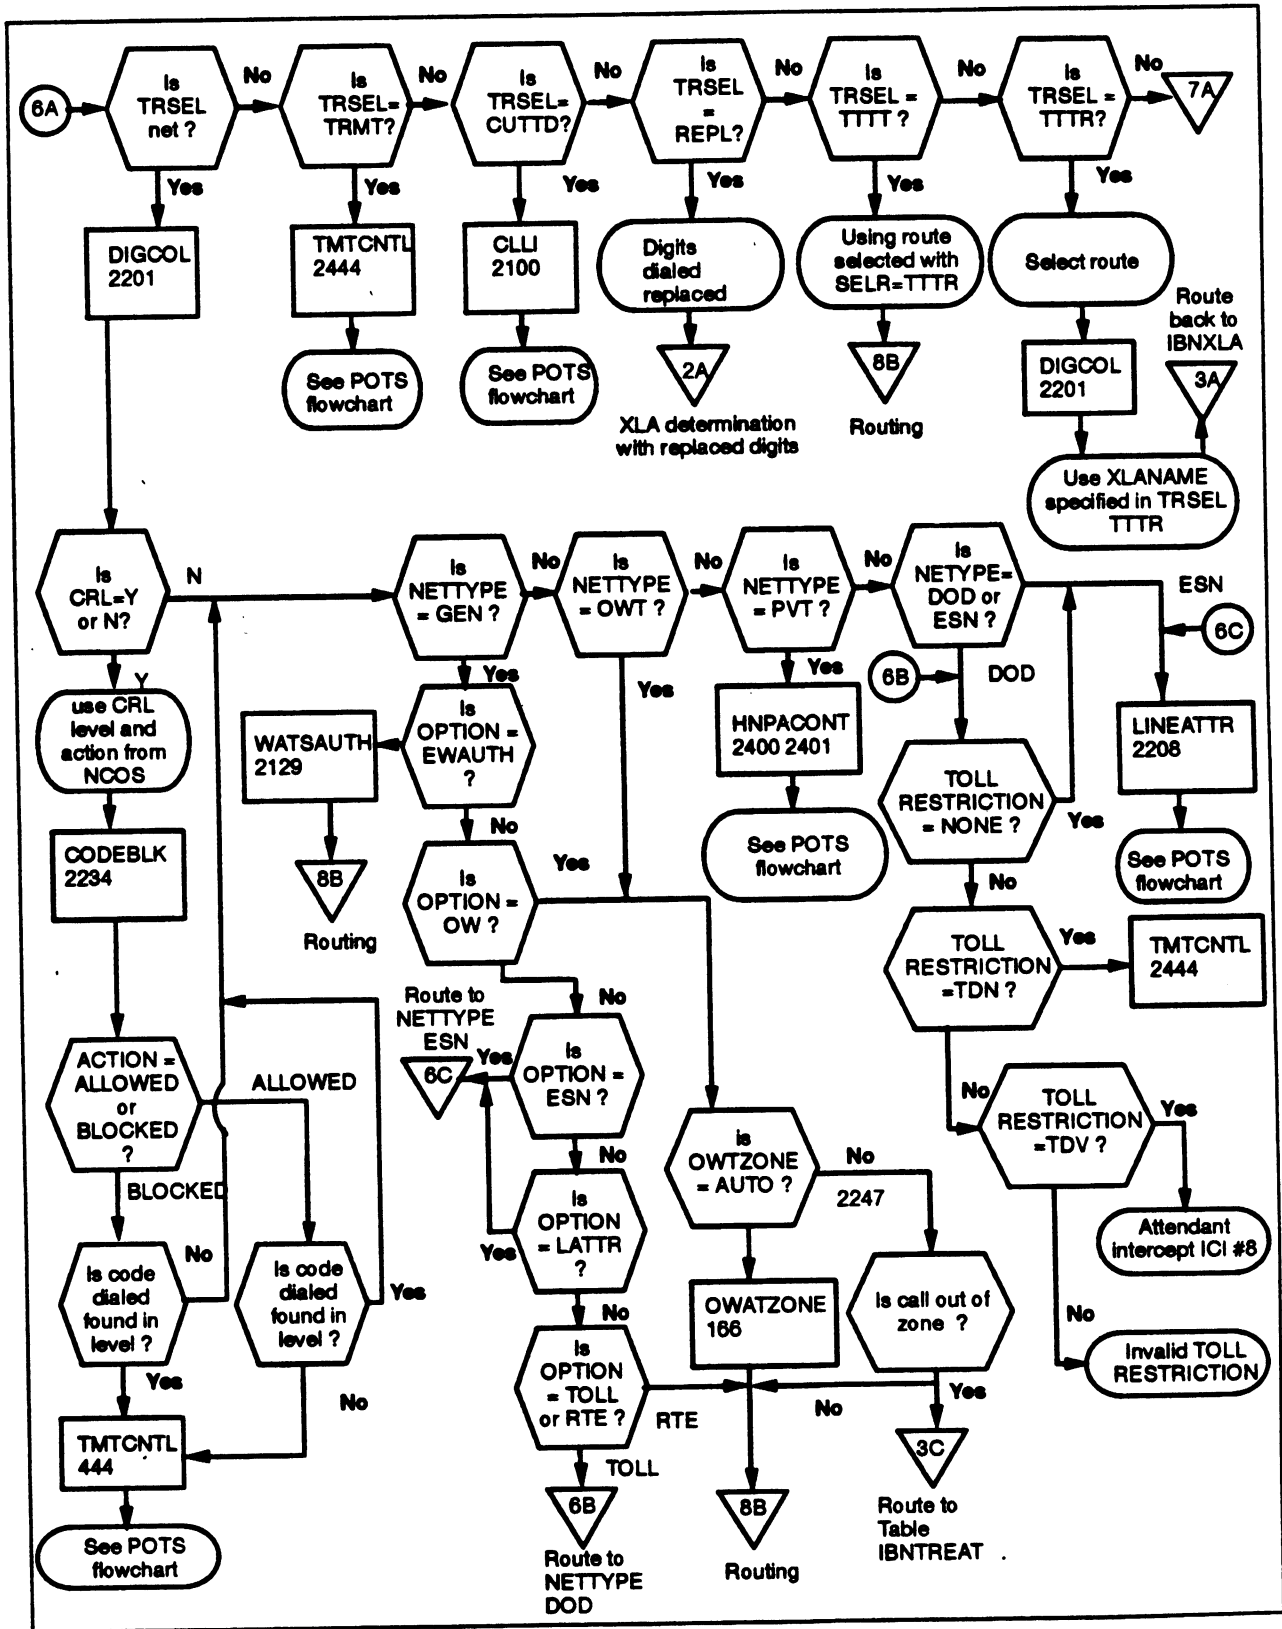 6A
Is
TRSEL
net ?
No
Is
TRSEL=
TRMT?
No
Is
TRSEL=
CUTTD?
No
Is
TRSEL
=
REPL?
No
Is
TRSEL =
TTTT ?
No
Is
TRSEL =
TTTR?
No
7A
Yes
Yes
Yes
Yes
Yes
Yes
DIGCOL
2201
TMTCNTL
2444
CLLI
2100
Digits
dialed
replaced
Using route
selected with
SELR=TTTR
Select route
See POTS
flowchart
See POTS
flowchart
2A
XLA determination
with replaced digits
8B
Routing
DIGCOL
2201
Route
back to
IBNXLA
3A
Use XLANAME
specified in TRSEL
TTTR
Is
CRL=Y
or N?
N
Y
Is
NETTYPE
= GEN ?
No
Is
NETTYPE
= OWT ?
No
Is
NETTYPE
= PVT ?
No
Is
NETYPE=
DOD or
ESN ?
ESN
6C
6B
DOD
Yes
Yes
Yes
use CRL
level and
action from
NCOS
WATSAUTH
2129
Is
OPTION =
EWAUTH
?
HNPACONT
2400 2401
LINEATTR
2208
TOLL
RESTRICTION
= NONE ?
Yes
No
No
CODEBLK
2234
8B
Routing
Is
OPTION =
OW ?
Yes
See POTS
flowchart
See POTS
flowchart
TOLL
RESTRICTION
=TDN ?
Yes
TMTCNTL
2444
No
Route to
NETTYPE
ESN
6C
Yes
No
Is
OPTION =
ESN ?
No
ACTION =
ALLOWED
or
BLOCKED
?
ALLOWED
BLOCKED
TOLL
RESTRICTION
=TDV ?
Yes
No
Is
OWTZONE
= AUTO ?
No
2247
Is
OPTION
= LATTR
?
Yes
No
Attendant
intercept ICI #8
Is code
dialed
found in
level ?
No
Yes
Is code
dialed
found in
level ?
Yes
No
OWATZONE
166
Is call out of
zone ?
No
Yes
Invalid TOLL
RESTRICTION
Is
OPTION
= TOLL
or RTE ?
RTE
TOLL
TMTCNTL
444
See POTS
flowchart
6B
Route to
NETTYPE
DOD
8B
Routing
3C
Route to
Table
IBNTREAT